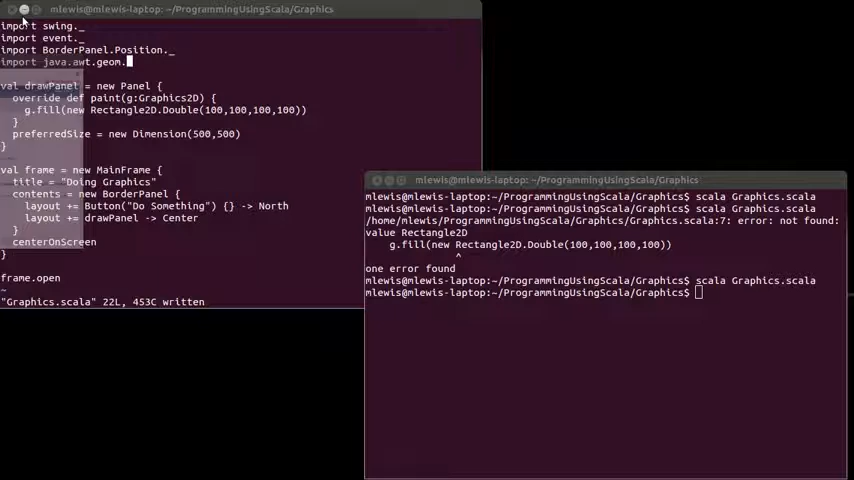 mlewis@mlewis-laptop: ~/ProgrammingUsingScala/Graphics
import swing._
import event._
import BorderPanel.Position._
import java.awt.geom.
val drawPanel = new Panel {
override def paint(g:Graphics2D) {
g.fill(new Rectangle2D.Double(100,100,100,100))
}
preferredSize = new Dimension(500,500)
}
val frame = new MainFrame {
title = "Doing Graphics"
contents = new BorderPanel {
layout += Button("Do Something") {} -> North
layout += drawPanel -> Center
}
centerOnScreen
}
frame.open
~
"Graphics.scala" 22L, 453C written
mlewis@mlewis-laptop: ~/ProgrammingUsingScala/Graphics
mlewis@mlewis-laptop:~/ProgrammingUsingScala/Graphics$ scala Graphics.scala
mlewis@mlewis-laptop:~/ProgrammingUsingScala/Graphics$ scala Graphics.scala
/home/mlewis/ProgrammingUsingScala/Graphics/Graphics.scala:7: error: not found:
value Rectangle2D
g.fill(new Rectangle2D.Double(100,100,100,100))
^
one error found
mlewis@mlewis-laptop:~/ProgrammingUsingScala/Graphics$ scala Graphics.scala
mlewis@mlewis-laptop:~/ProgrammingUsingScala/Graphics$